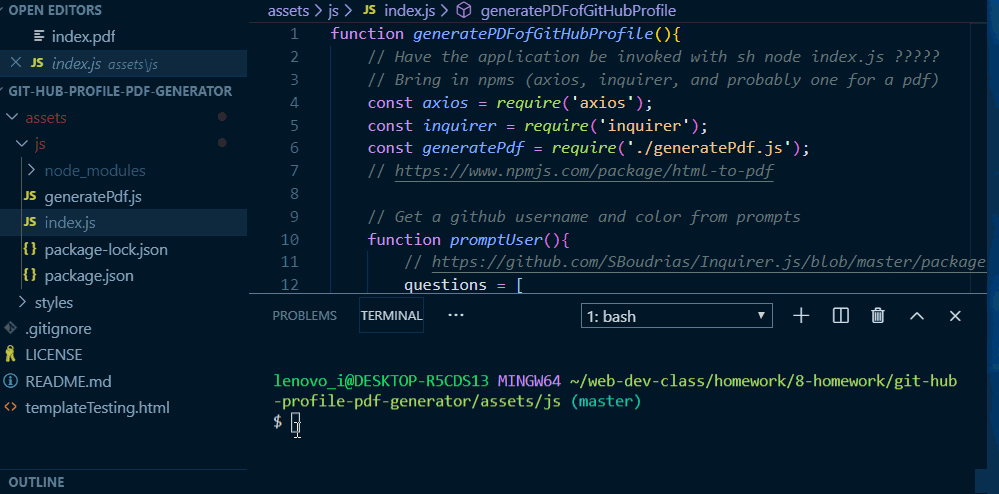 OPEN EDITORS
index.pdf
JS index.js assets\js
GIT-HUB-PROFILE-PDF-GENERATOR
assets
js
node_modules
JS generatePdf.js
JS index.js
{} package-lock.json
{} package.json
styles
.gitignore
LICENSE
README.md
<> templateTesting.html
OUTLINE
assets > js > JS index.js > generatePDFofGitHubProfile
1 function generatePDFofGitHubProfile(){
2 // Have the application be invoked with sh node index.js ?????
3 // Bring in npms (axios, inquirer, and probably one for a pdf)
4 const axios = require('axios');
5 const inquirer = require('inquirer');
6 const generatePdf = require('./generatePdf.js');
7 // https://www.npmjs.com/package/html-to-pdf
8
9 // Get a github username and color from prompts
10 function promptUser(){
11 // https://github.com/SBoudrias/Inquirer.js/blob/master/package
12 questions = [
PROBLEMS TERMINAL ··· 1: bash
lenovo_i@DESKTOP-R5CDS13 MINGW64 ~/web-dev-class/homework/8-homework/git-hub
-profile-pdf-generator/assets/js (master)
$